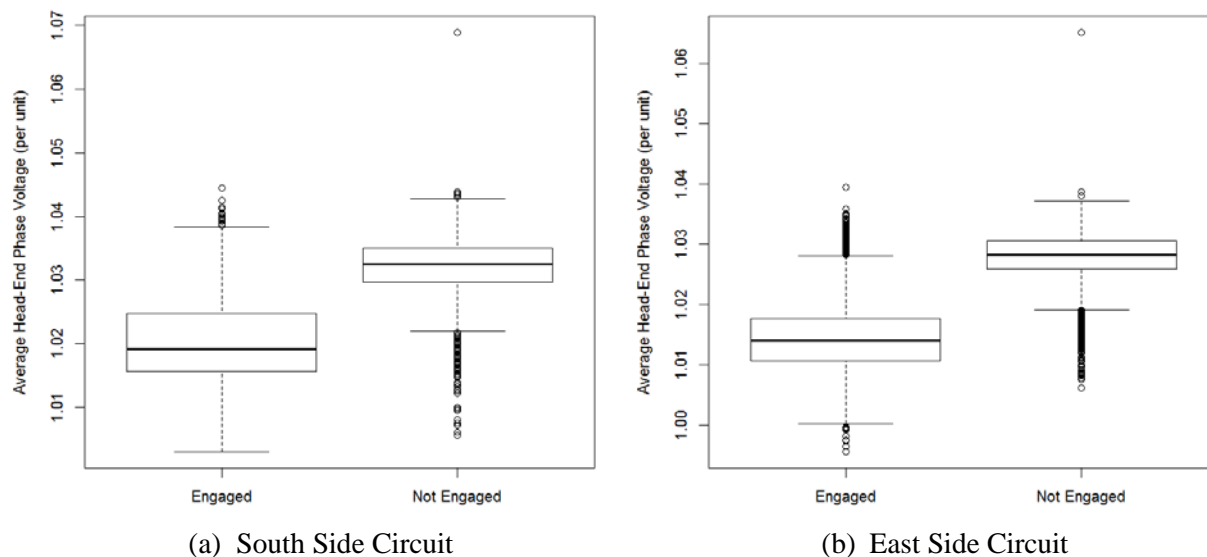 Average Head-End Phase Voltage (per unit)
1.07
1.06
1.05
1.04
1.03
1.02
1.01
Engaged
Not Engaged
(a) South Side Circuit
Average Head-End Phase Voltage (per unit)
1.06
1.05
1.04
1.03
1.02
1.01
1.00
Engaged
Not Engaged
(b) East Side Circuit